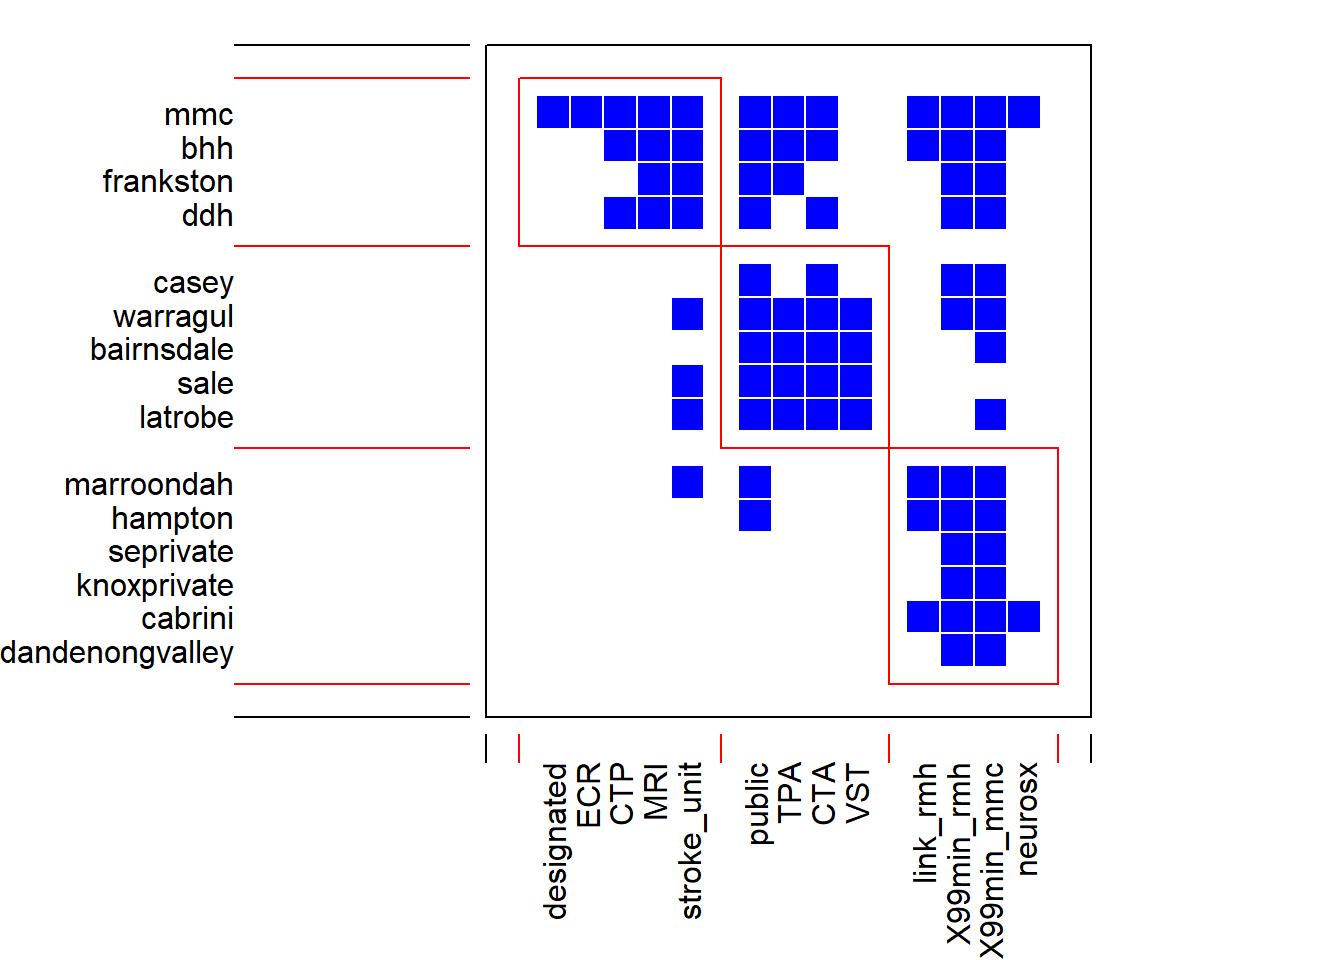 mmc
bhh
frankston
ddh
casey
warragul
bairnsdale
sale
latrobe
marroondah
hampton
seprivate
knoxprivate
cabrini
dandenongvalley
designated
ECR
CTP
MRI
stroke_unit
public
TPA
CTA
VST
link_rmh
X99min_rmh
X99min_mmc
neurosx